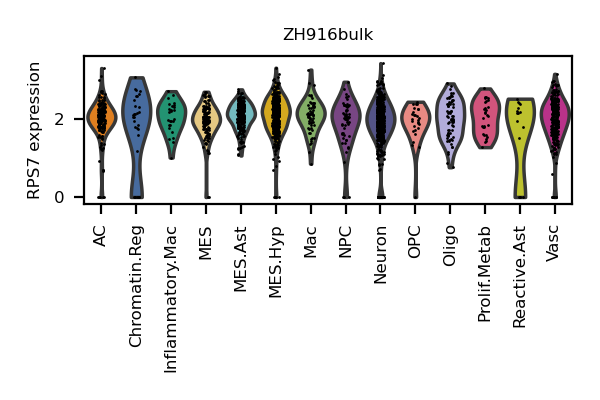 ZH916bulk
RPS7 expression
2
0
AC
Chromatin.Reg
Inflammatory.Mac
MES
MES.Ast
MES.Hyp
Mac
NPC
Neuron
OPC
Oligo
Prolif.Metab
Reactive.Ast
Vasc